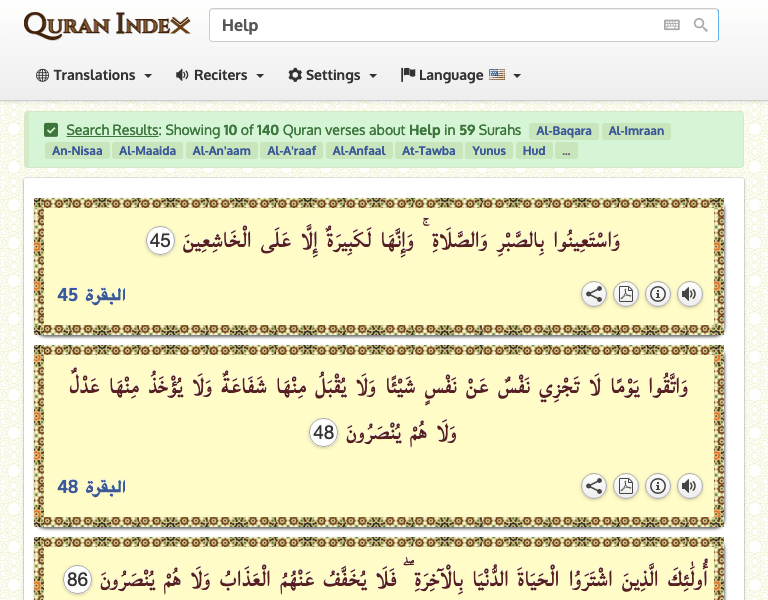 QURAN INDEX
Help
Translations Reciters Settings Language
Search Results: Showing 10 of 140 Quran verses about Help in 59 Surahs Al-Baqara Al-Imraan
An-Nisaa Al-Maaida Al-An'aam Al-A'raaf Al-Anfaal At-Tawba Yunus Hud ...
وَاسْتَعِينُوا بِالصَّبْرِ وَالصَّلَاةِ ۚ وَإِنَّهَا لَكَبِيرَةٌ إِلَّا عَلَى الْخَاشِعِينَ 45
البقرة 45
وَاتَّقُوا يَوْمًا لَا تَجْزِي نَفْسٌ عَنْ نَفْسٍ شَيْئًا وَلَا يُقْبَلُ مِنْهَا شَفَاعَةٌ وَلَا يُؤْخَذُ مِنْهَا عَدْلٌ
وَلَا هُمْ يُنْصَرُونَ 48
البقرة 48
أُولَٰئِكَ الَّذِينَ اشْتَرَوُا الْحَيَاةَ الدُّنْيَا بِالْآخِرَةِ ۖ فَلَا يُخَفَّفُ عَنْهُمُ الْعَذَابُ وَلَا هُمْ يُنْصَرُونَ 86